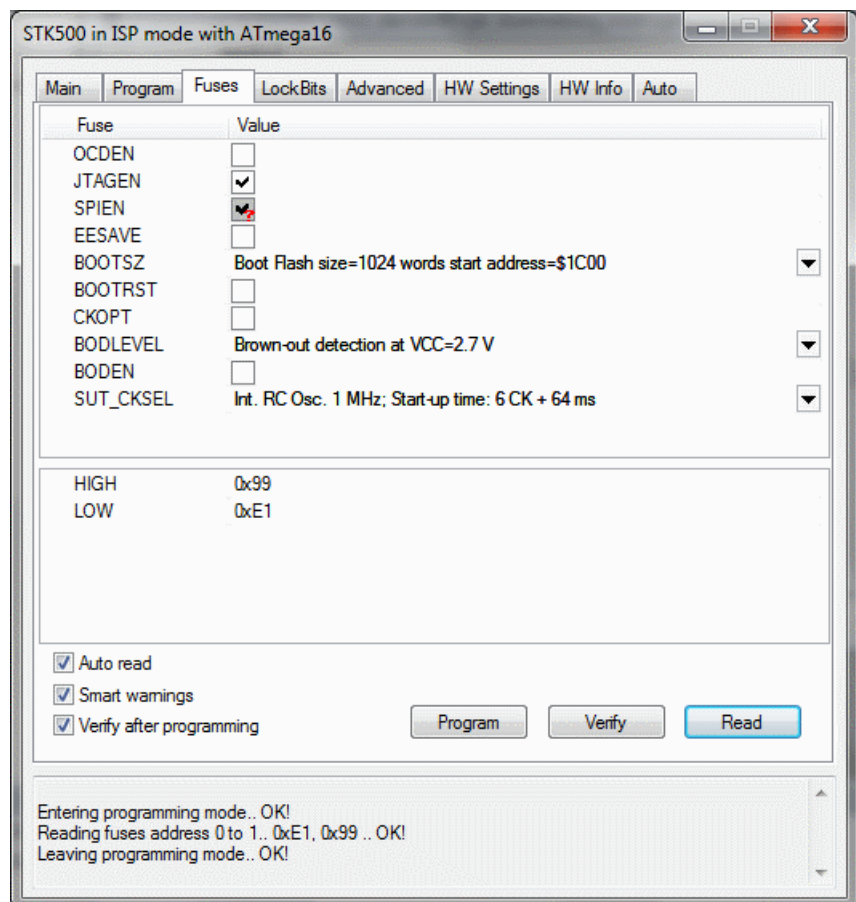 STK500 in ISP mode with ATmega16
Main Program Fuses LockBits Advanced HW Settings HW Info Auto
Fuse Value
OCDEN
JTAGEN
SPIEN ?
EESAVE
BOOTSZ Boot Flash size=1024 words start address=$1C00
BOOTRST
CKOPT
BODLEVEL Brown-out detection at VCC=2.7 V
BODEN
SUT_CKSEL Int. RC Osc. 1 MHz; Start-up time: 6 CK + 64 ms
HIGH 0x99
LOW 0xE1
Auto read
Smart warnings
Verify after programming Program Verify Read
Entering programming mode.. OK!
Reading fuses address 0 to 1.. 0xE1, 0x99 .. OK!
Leaving programming mode.. OK!